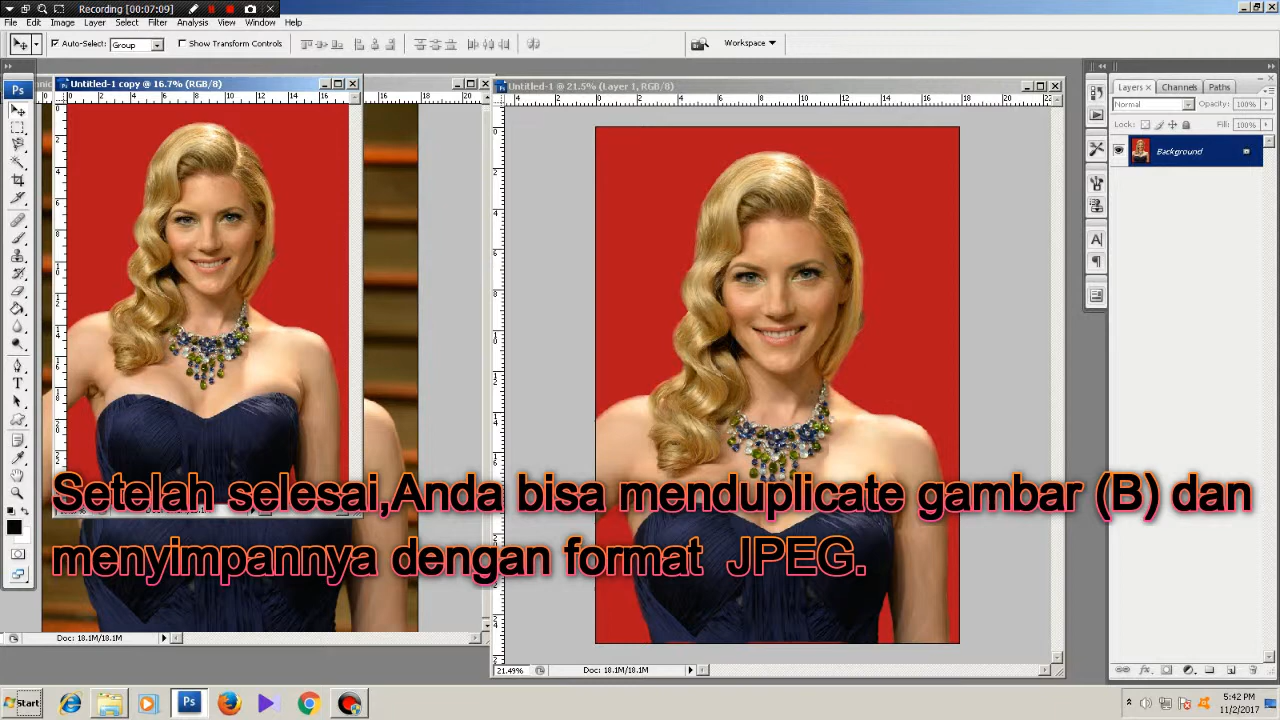 Recording [00:07:09]
File Edit Image Layer Select Filter Analysis View Window Help
Auto-Select: Group Show Transform Controls Workspace
Untitled-1 copy @ 16.7% (RGB/8)
Untitled-1 @ 21.5% (Layer 1, RGB/8)
Layers Channels Paths
Normal Opacity: 100%
Lock: Fill: 100%
Background
Setelah selesai,Anda bisa menduplicate gambar (B) dan
menyimpannya dengan format JPEG.
Doc: 18.1M/18.1M
21.49% Doc: 18.1M/18.1M
Start
5:42 PM
11/2/2017